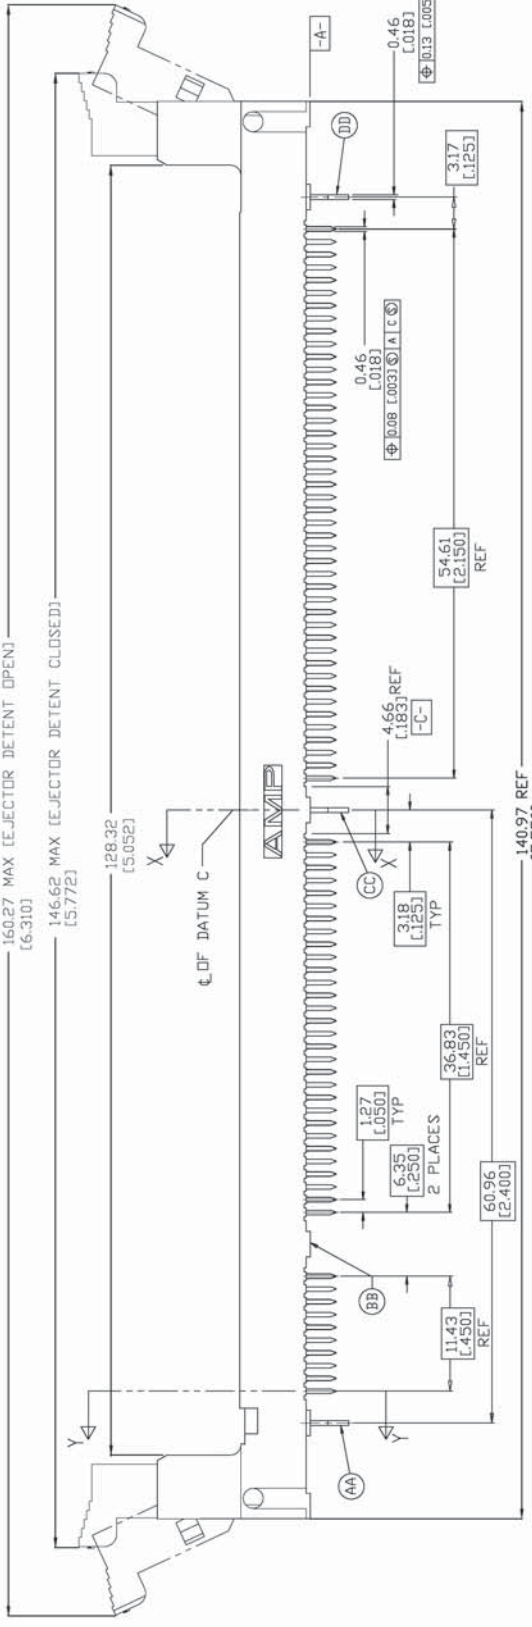 160.27 MAX [EJECTOR DETENT OPEN]
[6.310]
146.62 MAX [EJECTOR DETENT CLOSED]
[5.772]
128.32
[5.052]
Y
X
℄ OF DATUM C
AMP
-A-
AA
BB
CC
DD
Y
X
0.46
[.018]
⌖ 0.13 [.005
3.17
[.125]
0.46
[.018]
⌖ 0.08 [.003] Ⓢ A C Ⓢ
54.61
[2.150]
REF
4.66
[.183] REF
-C-
3.18
[.125]
TYP
1.27
[.050]
TYP
6.35
[.250]
2 PLACES
36.83
[1.450]
REF
11.43
[.450]
REF
60.96
[2.400]
140.97 REF